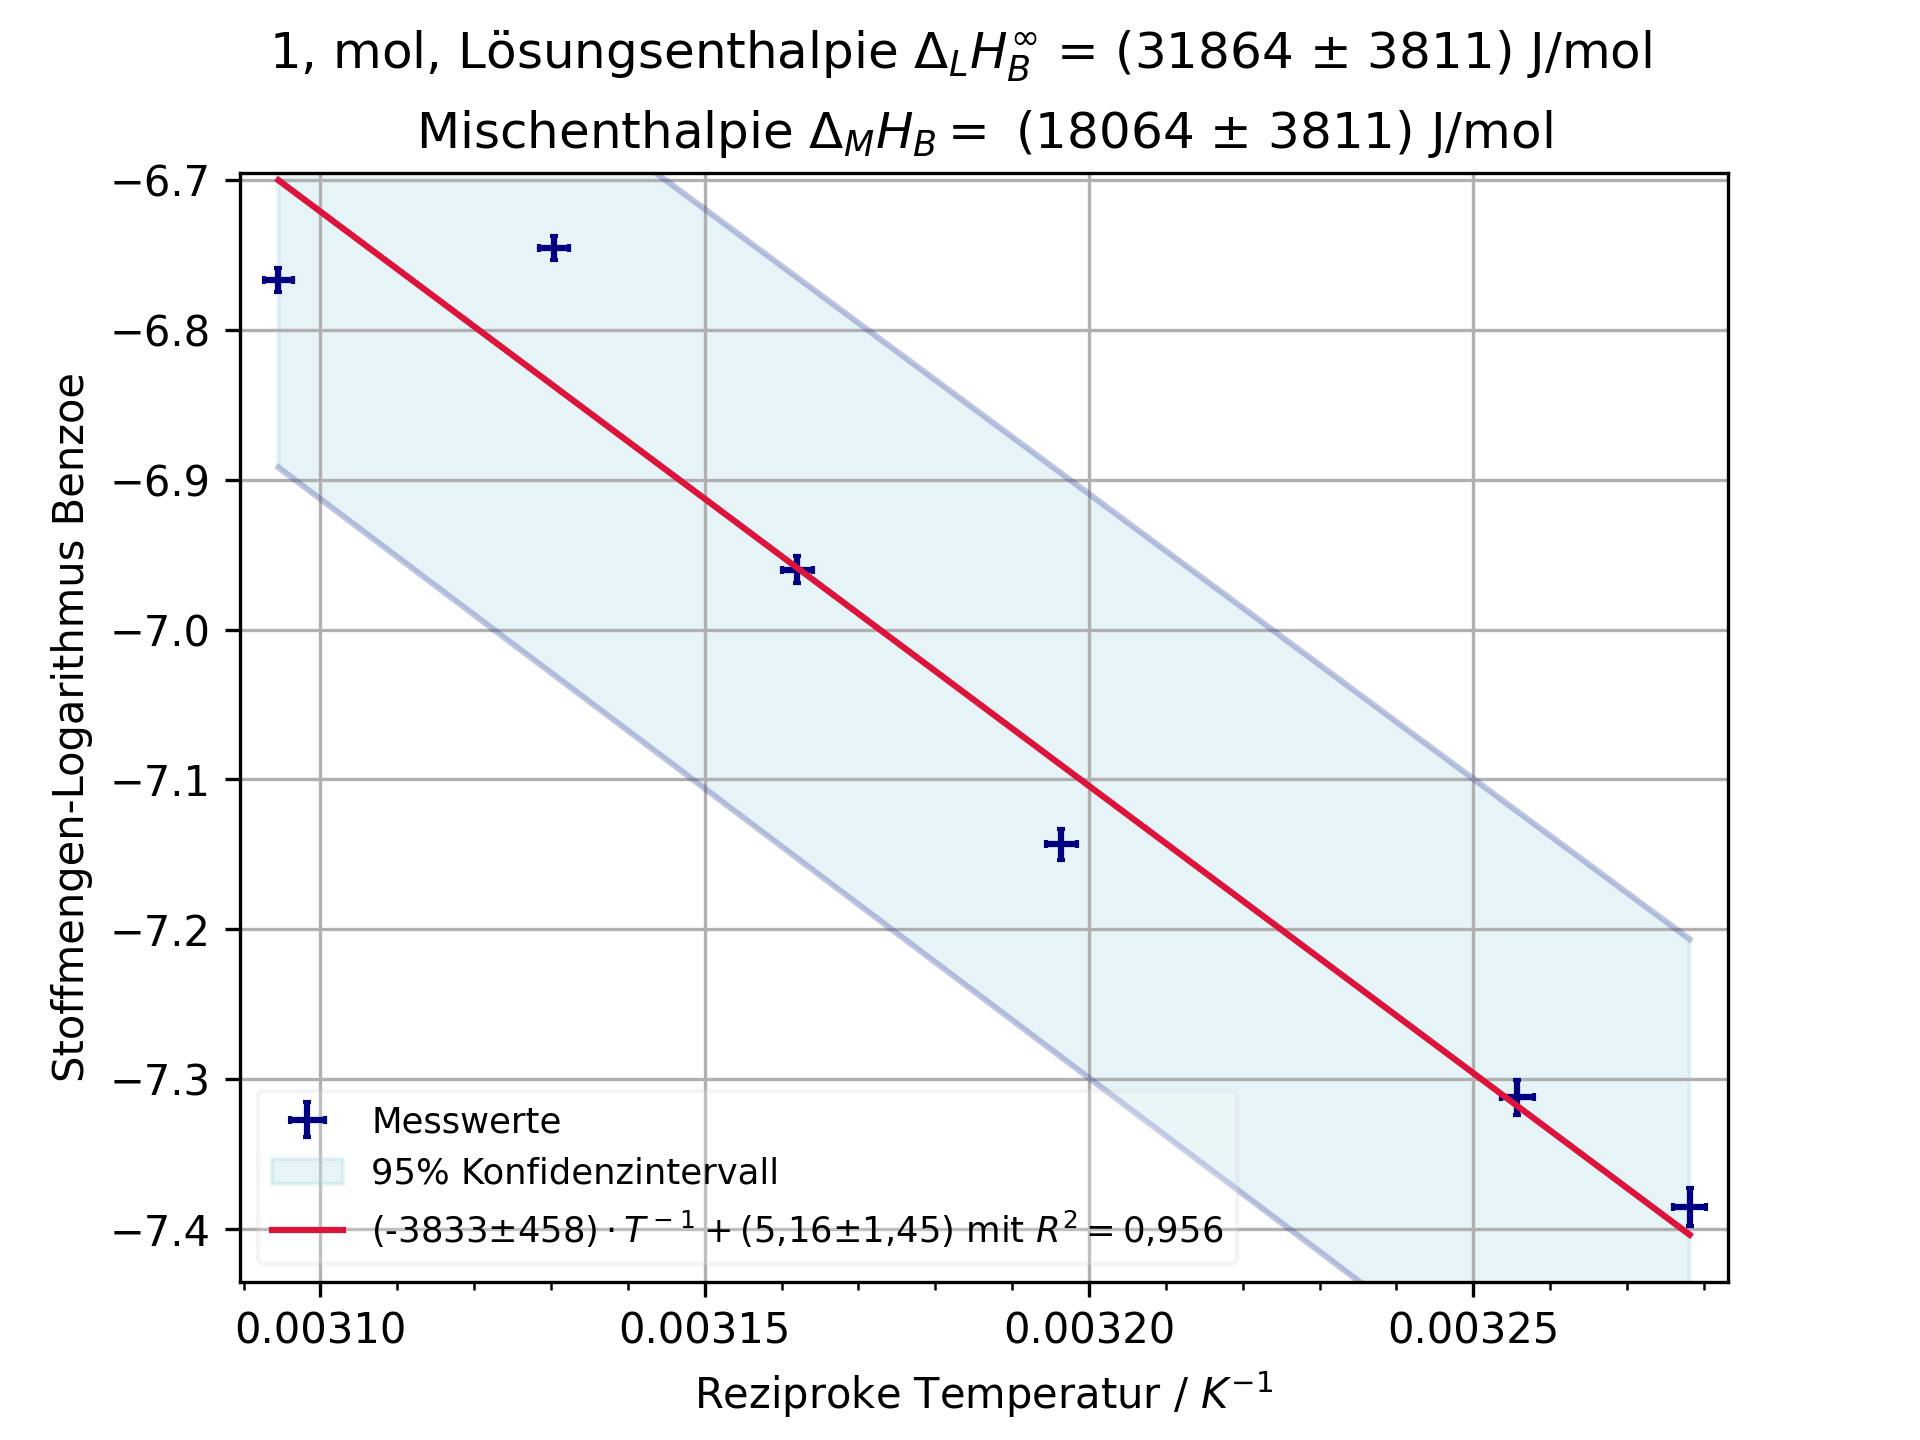 1, mol, Lösungsenthalpie Δ_L H_B^∞ = (31864 ± 3811) J/mol
Mischenthalpie Δ_M H_B = (18064 ± 3811) J/mol
−6.7
−6.8
−6.9
−7.0
−7.1
−7.2
−7.3
−7.4
Stoffmengen-Logarithmus Benzoe
Messwerte
95% Konfidenzintervall
(-3833±458) · T⁻¹ + (5,16±1,45) mit R² = 0,956
0.00310 0.00315 0.00320 0.00325
Reziproke Temperatur / K⁻¹